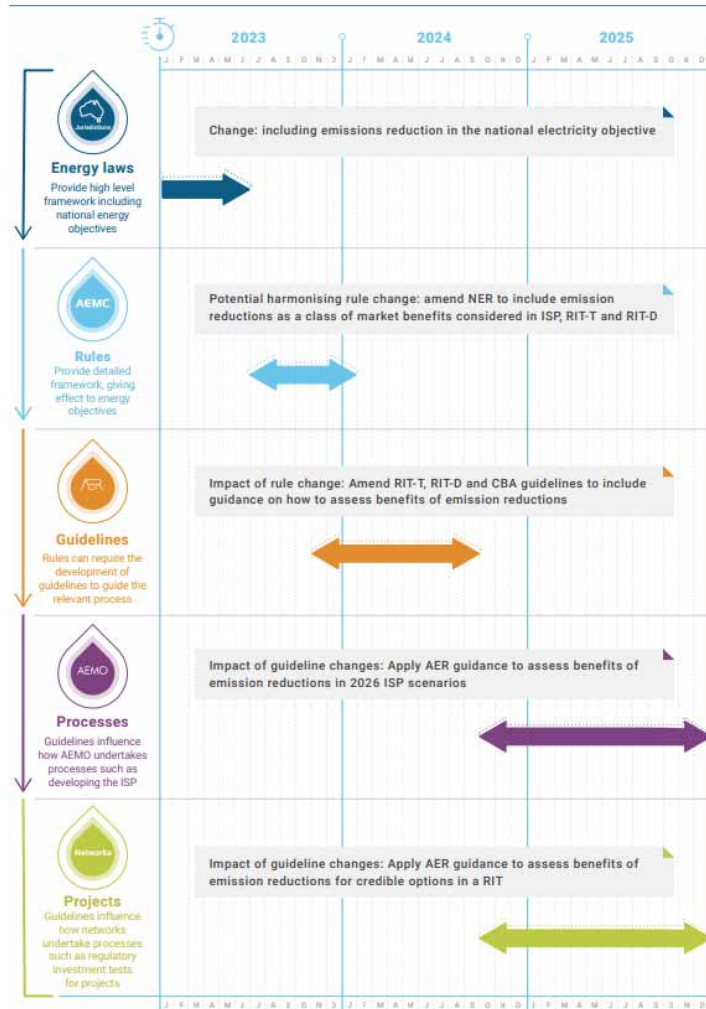 2023 2024 2025
J F M A M J J A S O N D J F M A M J J A S O N D J F M A M J J A S O N D
Jurisdictions
Energy laws
Provide high level
framework including
national energy
objectives
Change: including emissions reduction in the national electricity objective
AEMC
Rules
Provide detailed
framework, giving
effect to energy
objectives
Potential harmonising rule change: amend NER to include emission
reductions as a class of market benefits considered in ISP, RIT-T and RIT-D
AER
Guidelines
Rules can require the
development of
guidelines to guide the
relevant process
Impact of rule change: Amend RIT-T, RIT-D and CBA guidelines to include
guidance on how to assess benefits of emission reductions
AEMO
Processes
Guidelines influence
how AEMO undertakes
processes such as
developing the ISP
Impact of guideline changes: Apply AER guidance to assess benefits of
emission reductions in 2026 ISP scenarios
Networks
Projects
Guidelines influence
how networks
undertake processes
such as regulatory
investment tests
for projects
Impact of guideline changes: Apply AER guidance to assess benefits of
emission reductions for credible options in a RIT
J F M A M J J A S O N D J F M A M J J A S O N D J F M A M J J A S O N D